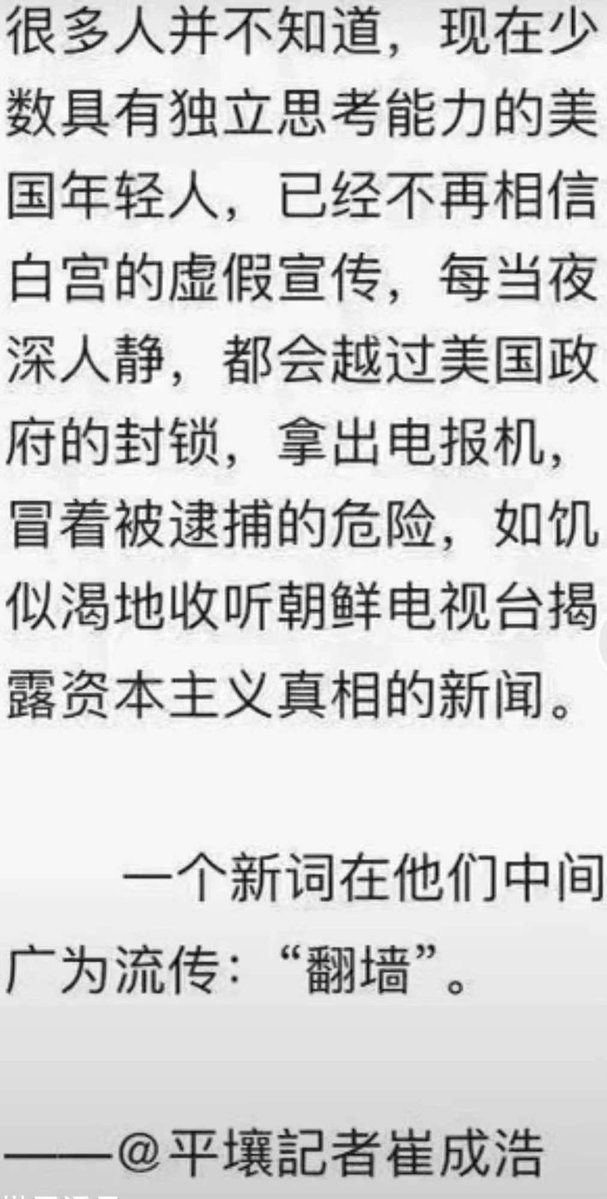 很多人并不知道，现在少
数具有独立思考能力的美
国年轻人，已经不再相信
白宫的虚假宣传，每当夜
深人静，都会越过美国政
府的封锁，拿出电报机，
冒着被逮捕的危险，如饥
似渴地收听朝鲜电视台揭
露资本主义真相的新闻。
一个新词在他们中间
广为流传：“翻墙”。
——@平壤記者崔成浩